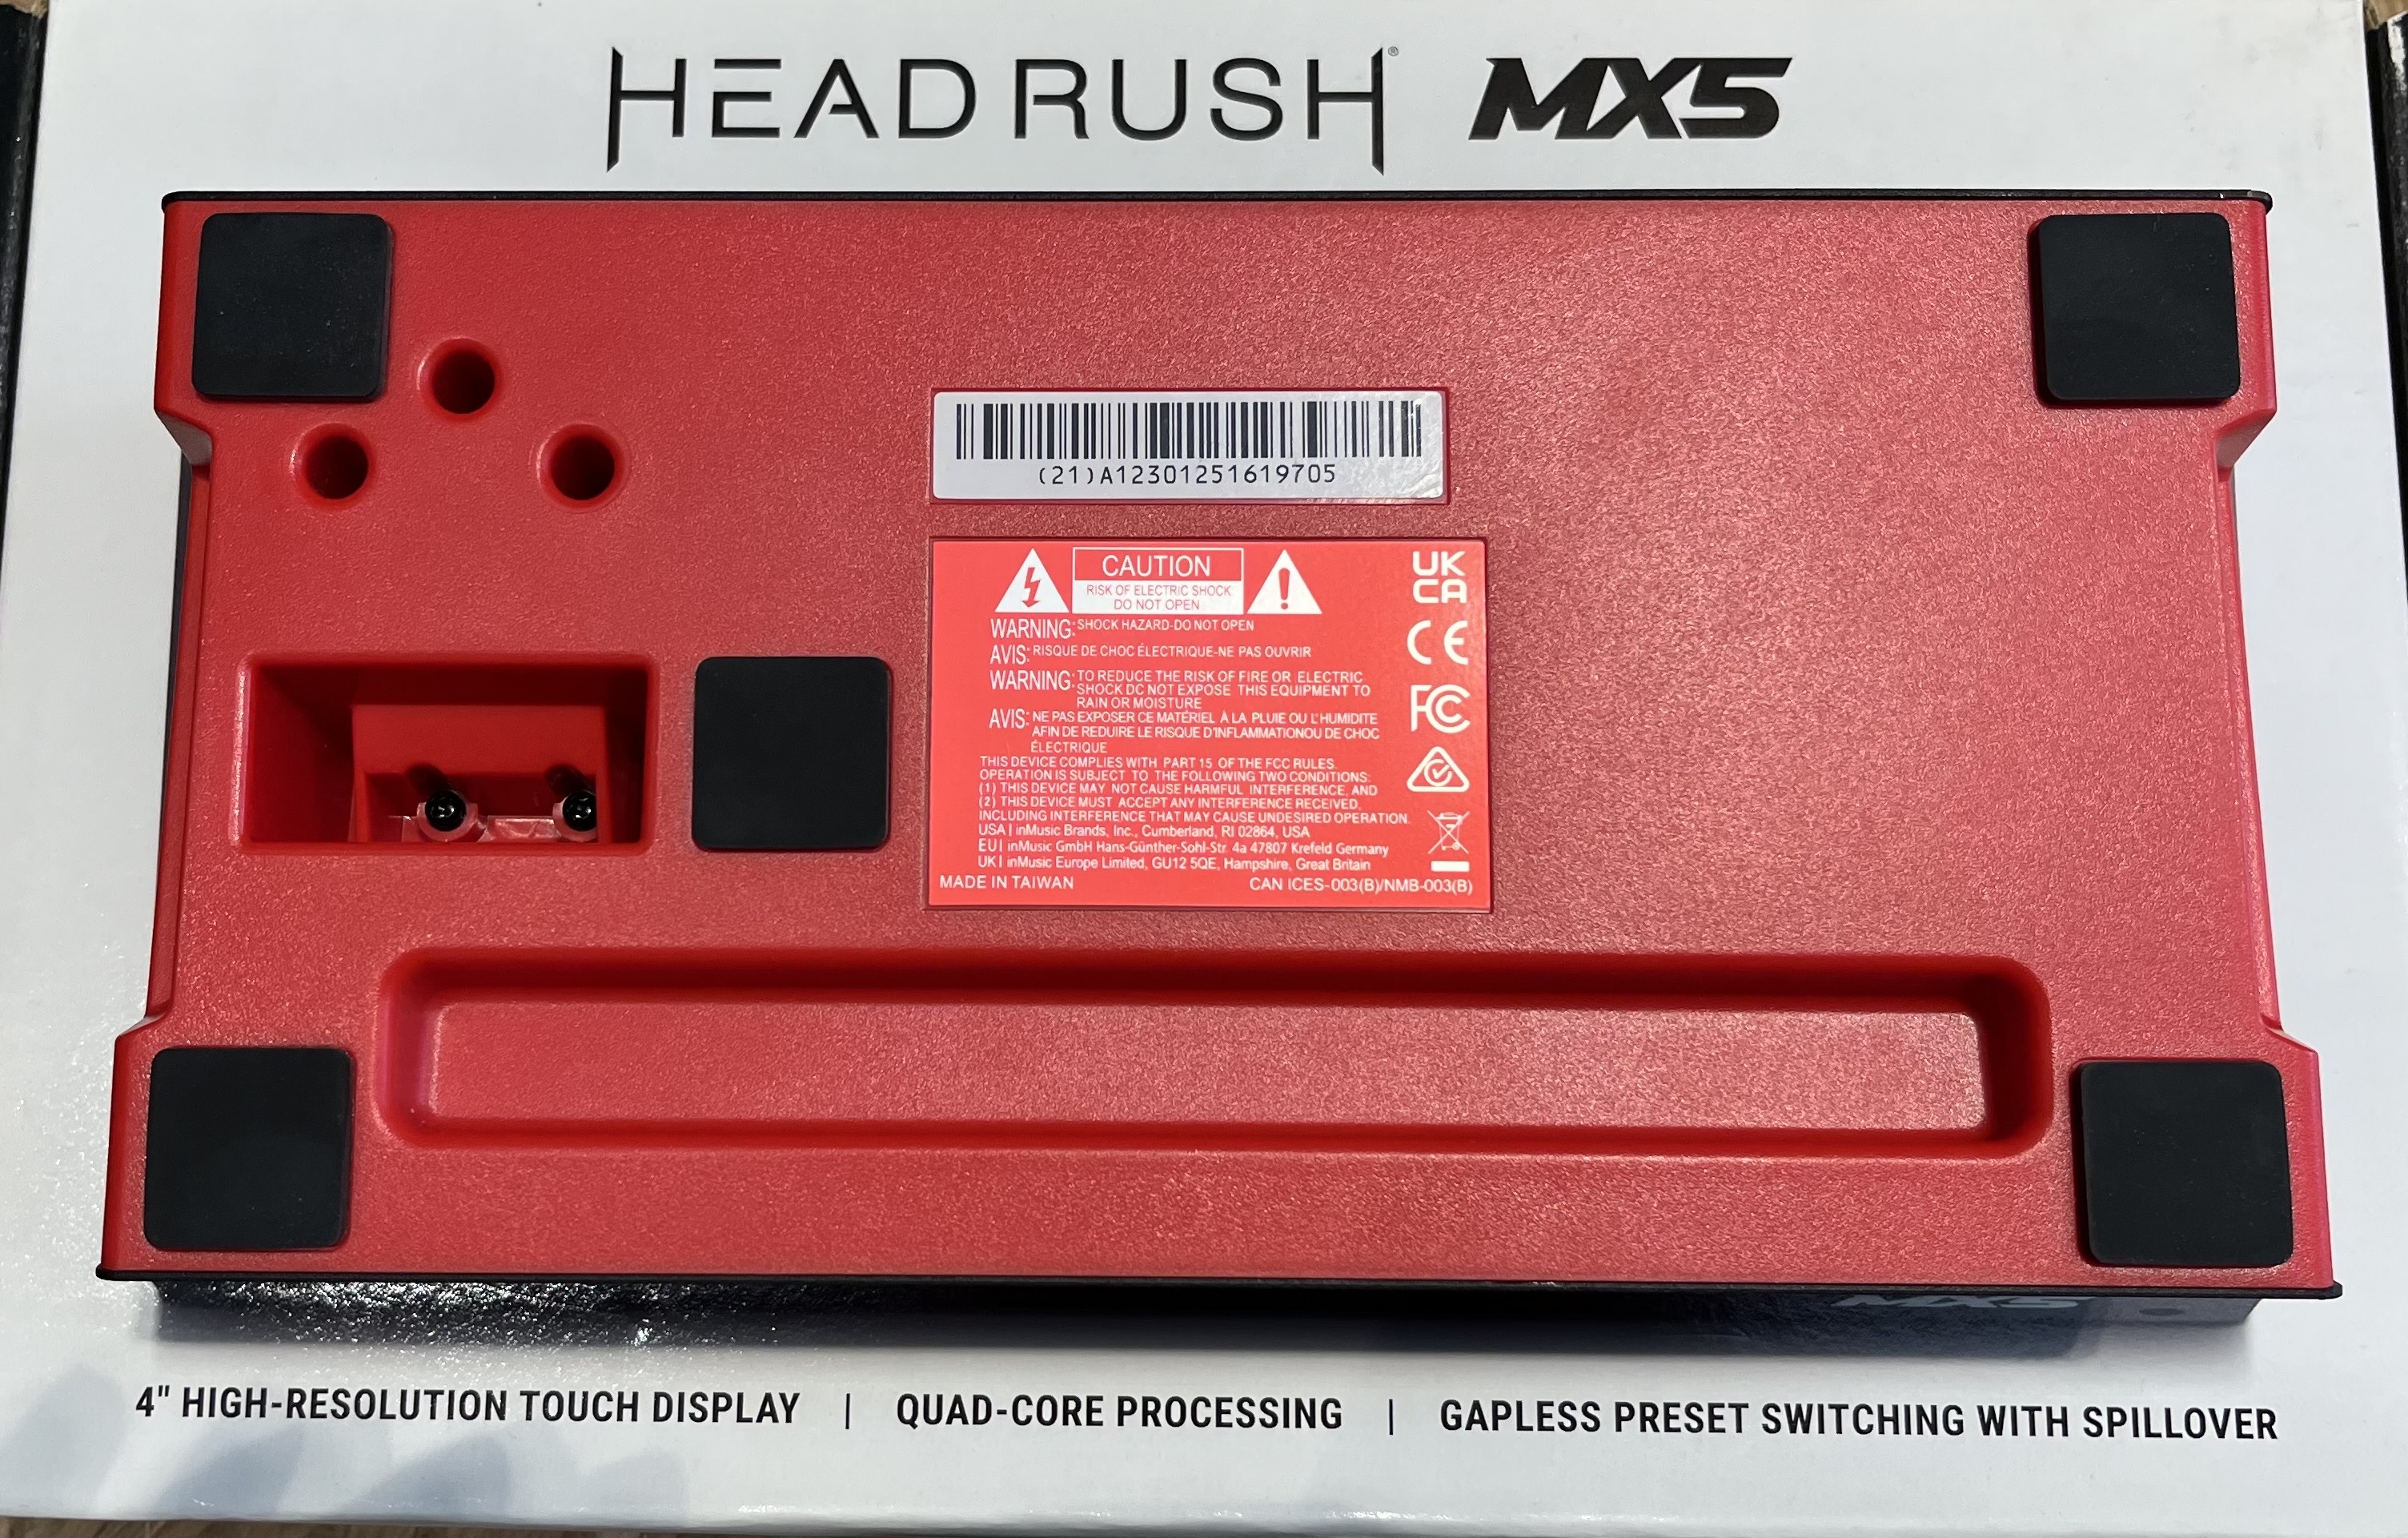 HEADRUSH® MX5
(21)A12301251619705
CAUTION
RISK OF ELECTRIC SHOCK
DO NOT OPEN
UK
CA
WARNING: SHOCK HAZARD-DO NOT OPEN
AVIS: RISQUE DE CHOC ÉLECTRIQUE-NE PAS OUVRIR
CE
WARNING: TO REDUCE THE RISK OF FIRE OR ELECTRIC
SHOCK DC NOT EXPOSE THIS EQUIPMENT TO
RAIN OR MOISTURE
FC
AVIS: NE PAS EXPOSER CE MATÉRIEL À LA PLUIE OU L'HUMIDITE
AFIN DE REDUIRE LE RISQUE D'INFLAMMATIONOU DE CHOC
ÉLECTRIQUE
THIS DEVICE COMPLIES WITH PART 15 OF THE FCC RULES.
OPERATION IS SUBJECT TO THE FOLLOWING TWO CONDITIONS:
(1) THIS DEVICE MAY NOT CAUSE HARMFUL INTERFERENCE, AND
(2) THIS DEVICE MUST ACCEPT ANY INTERFERENCE RECEIVED,
INCLUDING INTERFERENCE THAT MAY CAUSE UNDESIRED OPERATION.
USA | inMusic Brands, Inc., Cumberland, RI 02864, USA
EU | inMusic GmbH Hans-Günther-Sohl-Str. 4a 47807 Krefeld Germany
UK | inMusic Europe Limited, GU12 5QE, Hampshire, Great Britain
MADE IN TAIWAN CAN ICES-003(B)/NMB-003(B)
MX5
4" HIGH-RESOLUTION TOUCH DISPLAY | QUAD-CORE PROCESSING | GAPLESS PRESET SWITCHING WITH SPILLOVER